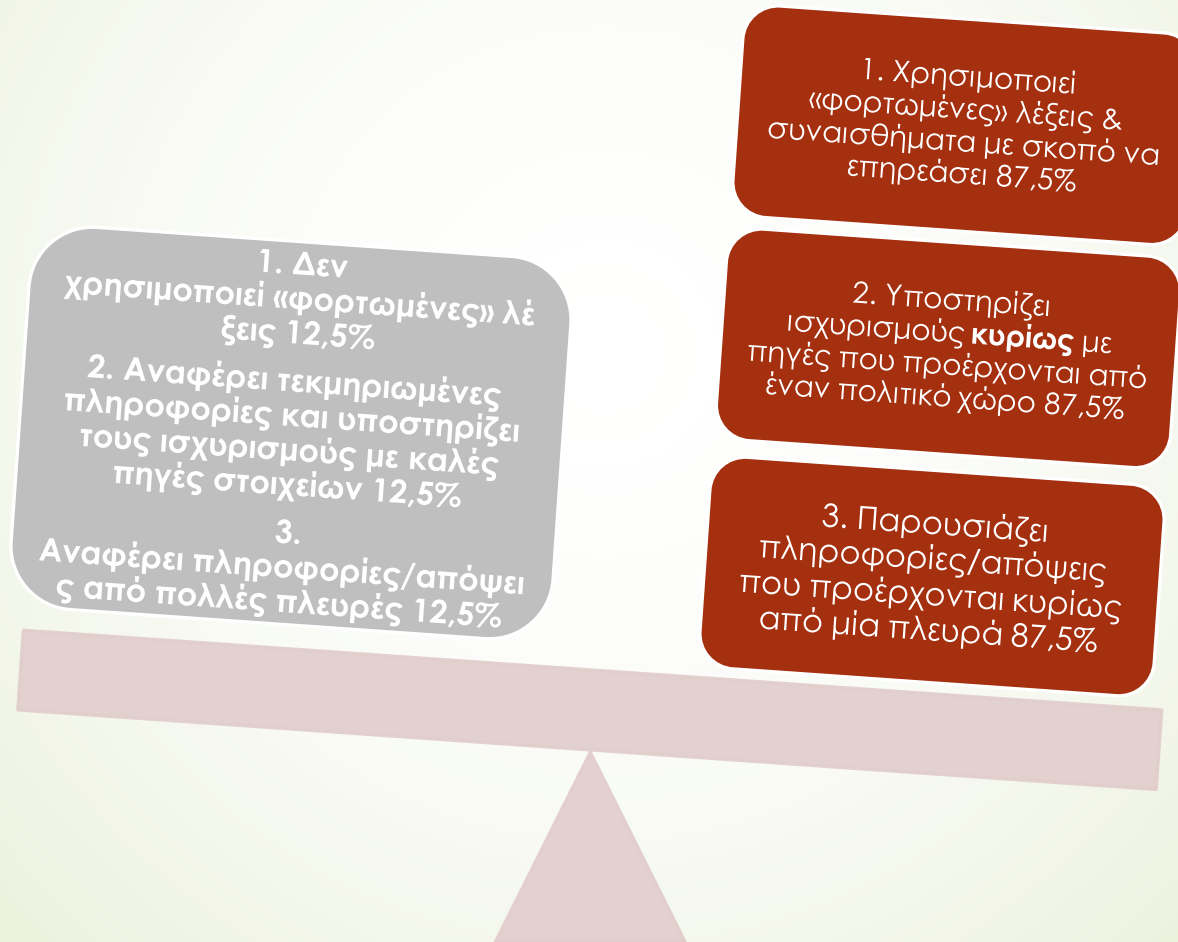 1. Δεν
χρησιμοποιεί «φορτωμένες» λέ
ξεις 12,5%
2. Αναφέρει τεκμηριωμένες
πληροφορίες και υποστηρίζει
τους ισχυρισμούς με καλές
πηγές στοιχείων 12,5%
3.
Αναφέρει πληροφορίες/απόψει
ς από πολλές πλευρές 12,5%
1. Χρησιμοποιεί
«φορτωμένες» λέξεις &
συναισθήματα με σκοπό να
επηρεάσει 87,5%
2. Υποστηρίζει
ισχυρισμούς κυρίως με
πηγές που προέρχονται από
έναν πολιτικό χώρο 87,5%
3. Παρουσιάζει
πληροφορίες/απόψεις
που προέρχονται κυρίως
από μία πλευρά 87,5%